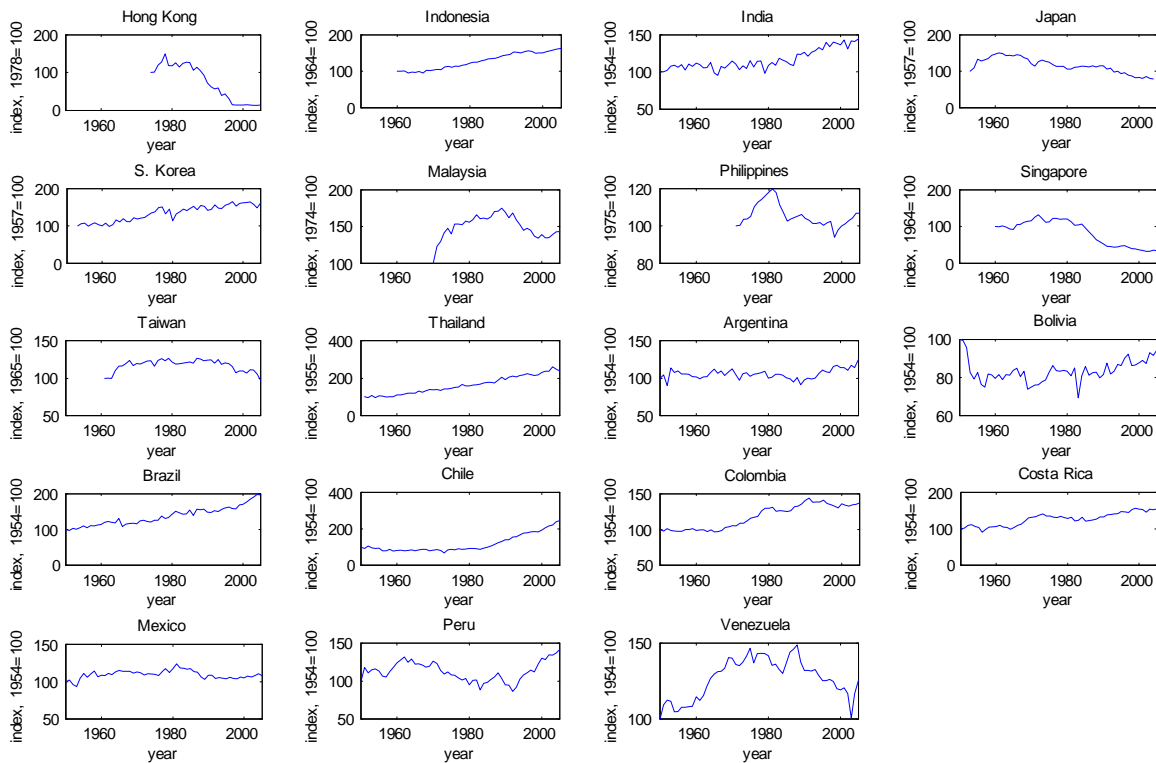 Hong Kong
index, 1978=100
200
100
0
1960 1980 2000
year
Indonesia
index, 1964=100
200
100
0
1960 1980 2000
year
India
index, 1954=100
150
100
50
1960 1980 2000
year
Japan
index, 1957=100
200
100
0
1960 1980 2000
year
S. Korea
index, 1957=100
200
100
0
1960 1980 2000
year
Malaysia
index, 1974=100
200
150
100
1960 1980 2000
year
Philippines
index, 1975=100
120
100
80
1960 1980 2000
year
Singapore
index, 1964=100
200
100
0
1960 1980 2000
year
Taiwan
index, 1965=100
150
100
50
1960 1980 2000
year
Thailand
index, 1955=100
400
200
0
1960 1980 2000
year
Argentina
index, 1954=100
150
100
50
1960 1980 2000
year
Bolivia
index, 1954=100
100
80
60
1960 1980 2000
year
Brazil
index, 1954=100
200
100
0
1960 1980 2000
year
Chile
index, 1954=100
400
200
0
1960 1980 2000
year
Colombia
index, 1954=100
150
100
50
1960 1980 2000
year
Costa Rica
index, 1954=100
200
100
0
1960 1980 2000
year
Mexico
index, 1954=100
150
100
50
1960 1980 2000
year
Peru
index, 1954=100
150
100
50
1960 1980 2000
year
Venezuela
index, 1954=100
150
100
1960 1980 2000
year